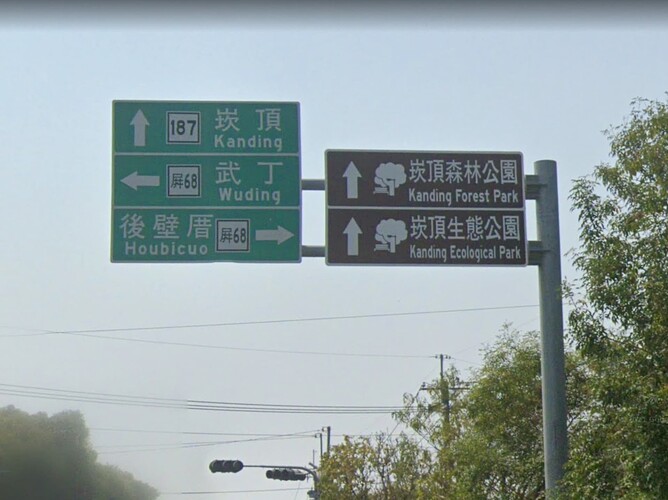 187 崁頂
Kanding
屏68 武丁
Wuding
後壁厝 屏68
Houbicuo
崁頂森林公園
Kanding Forest Park
崁頂生態公園
Kanding Ecological Park